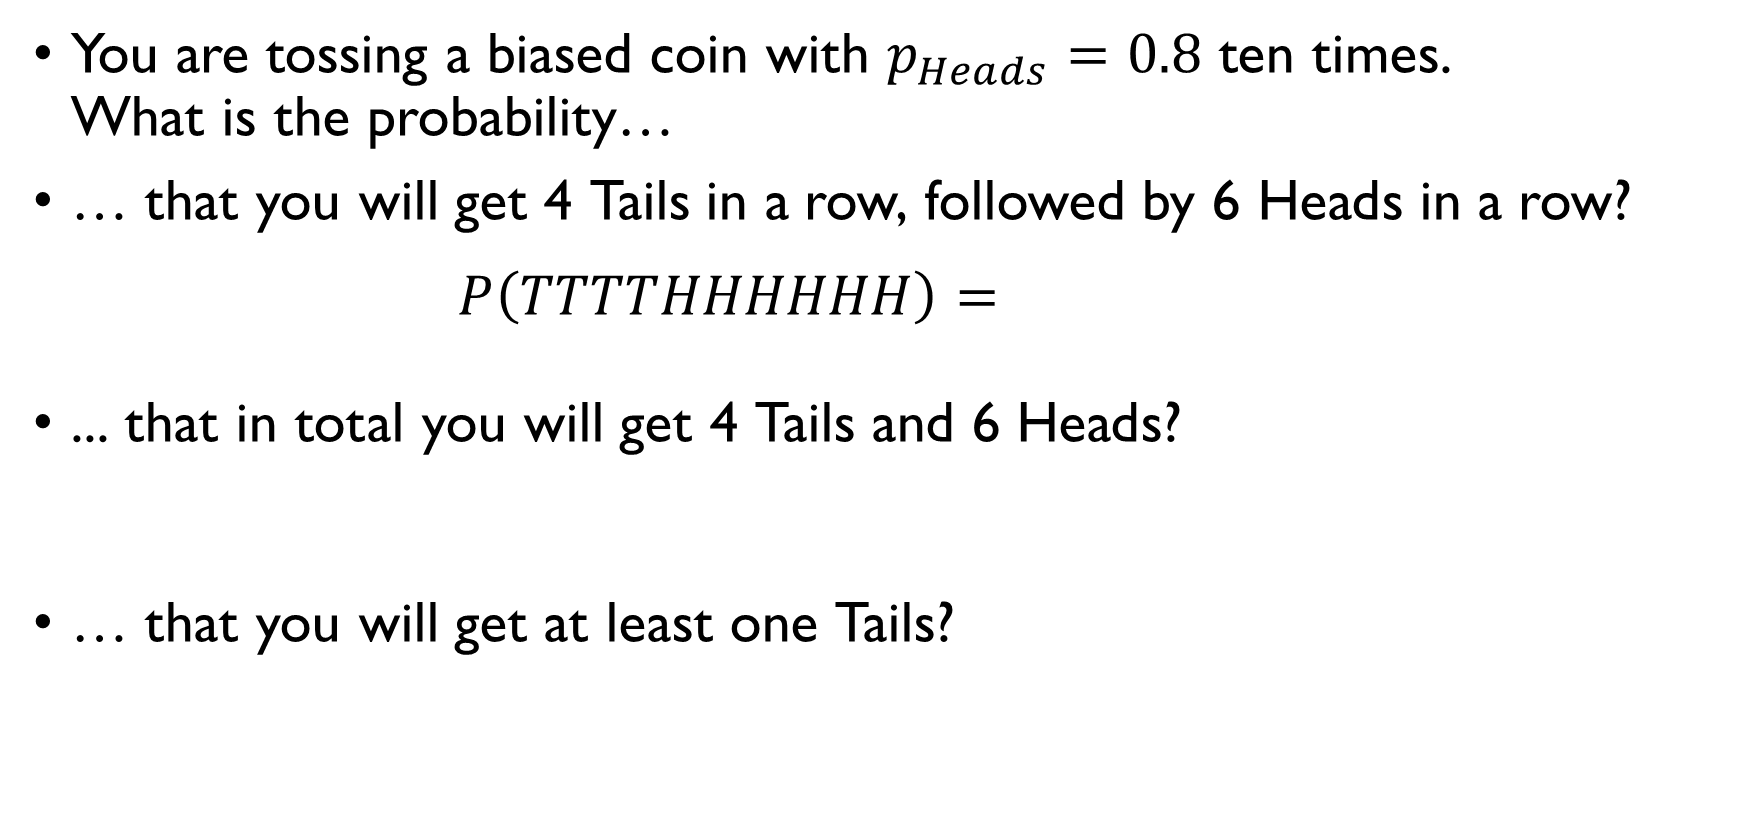 • You are tossing a biased coin with p_Heads = 0.8 ten times.
What is the probability…
• … that you will get 4 Tails in a row, followed by 6 Heads in a row?
P(TTTTHHHHHH) =
• ... that in total you will get 4 Tails and 6 Heads?
• … that you will get at least one Tails?